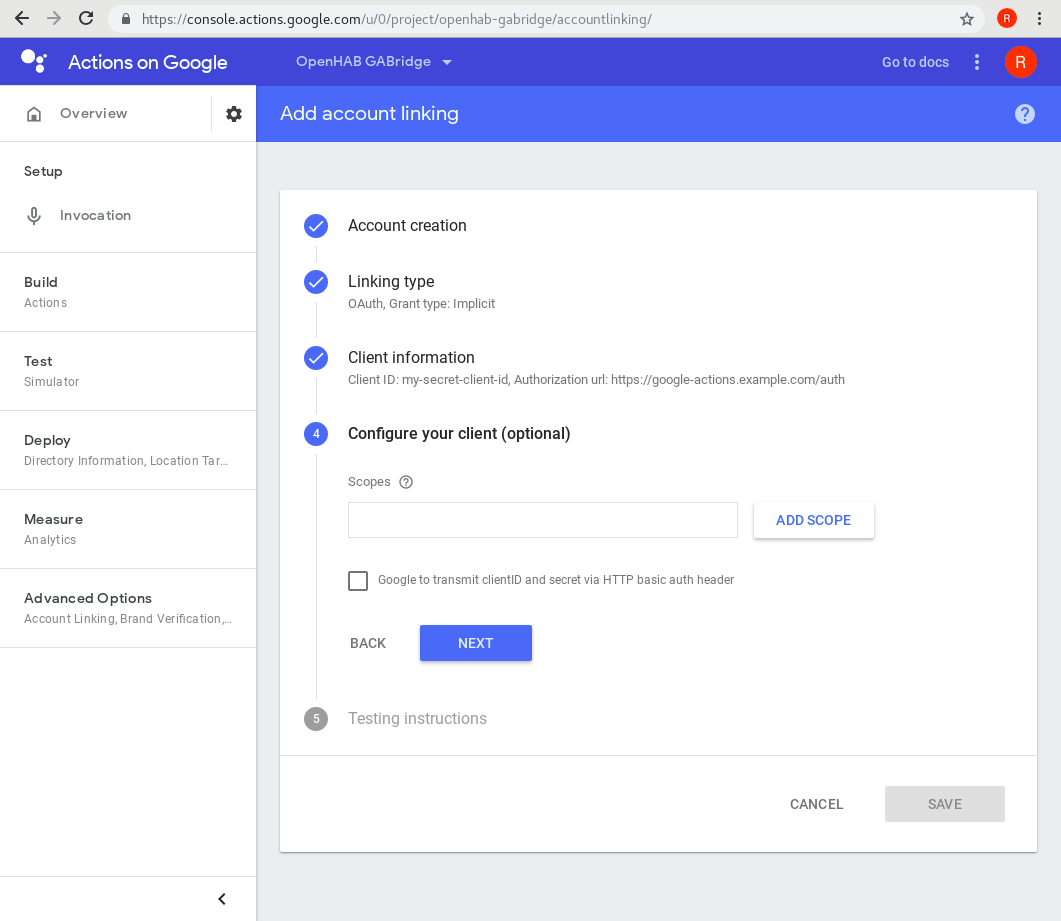 https://console.actions.google.com/u/0/project/openhab-gabridge/accountlinking/
R
Actions on Google
OpenHAB GABridge
Go to docs
R
Overview
Add account linking
?
Setup
Invocation
Build
Actions
Test
Simulator
Deploy
Directory Information, Location Tar...
Measure
Analytics
Advanced Options
Account Linking, Brand Verification,...
Account creation
Linking type
OAuth, Grant type: Implicit
Client information
Client ID: my-secret-client-id, Authorization url: https://google-actions.example.com/auth
4
Configure your client (optional)
Scopes ?
ADD SCOPE
Google to transmit clientID and secret via HTTP basic auth header
BACK
NEXT
5
Testing instructions
CANCEL
SAVE